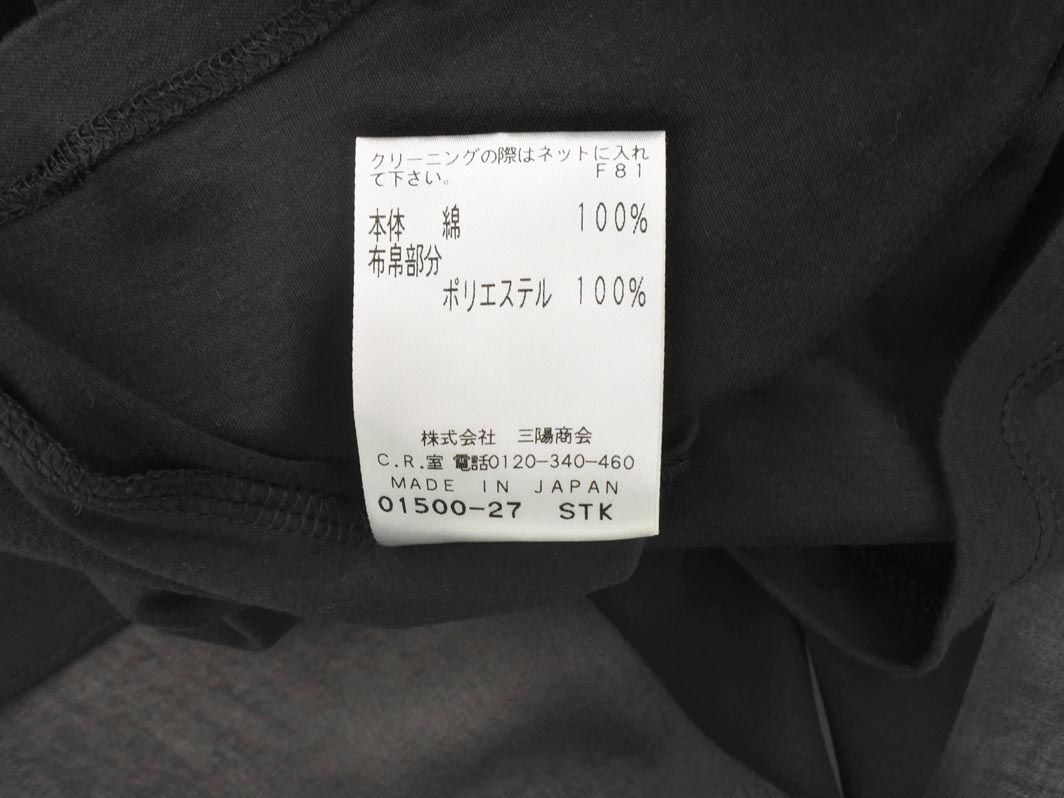 クリーニングの際はネットに入れ
て下さい。 F81
本体 綿 100%
布帛部分
ポリエステル 100%
株式会社 三陽商会
C.R.室 電話0120-340-460
MADE IN JAPAN
01500-27 STK